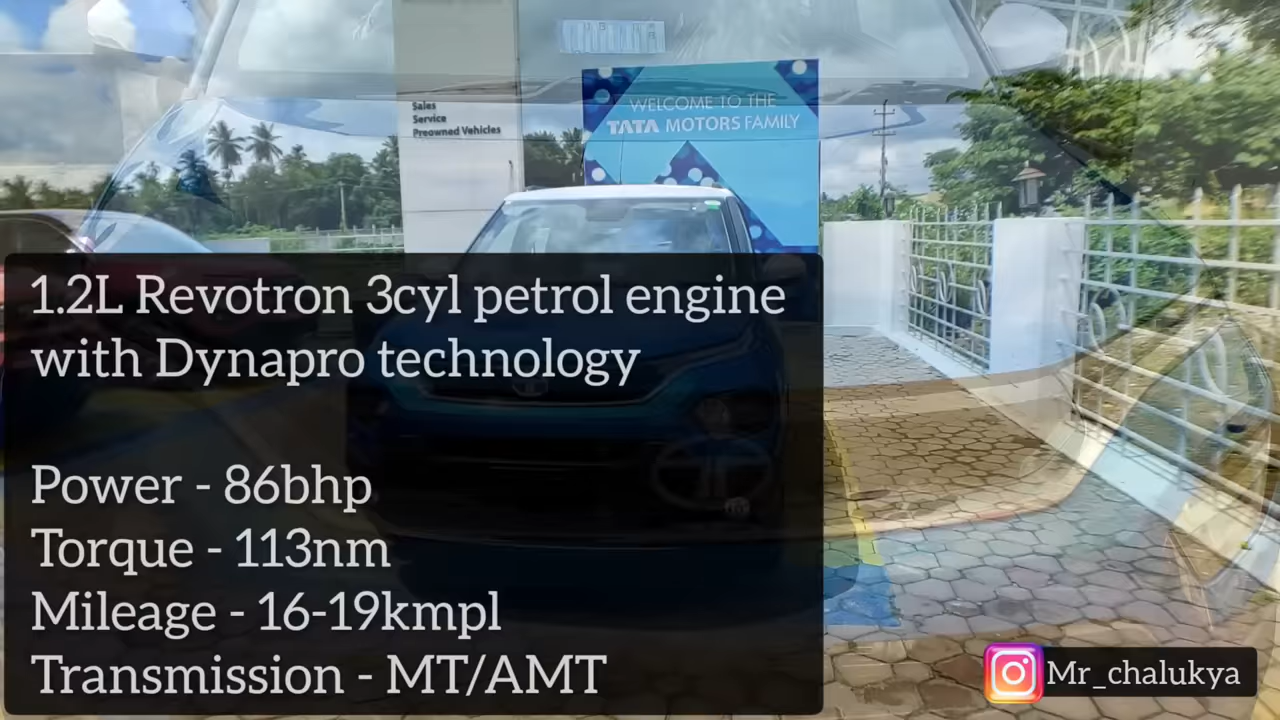 Sales
Service
Preowned Vehicles
WELCOME TO THE
TATA MOTORS FAMILY
1.2L Revotron 3cyl petrol engine
with Dynapro technology
Power - 86bhp
Torque - 113nm
Mileage - 16-19kmpl
Transmission - MT/AMT
Mr_chalukya